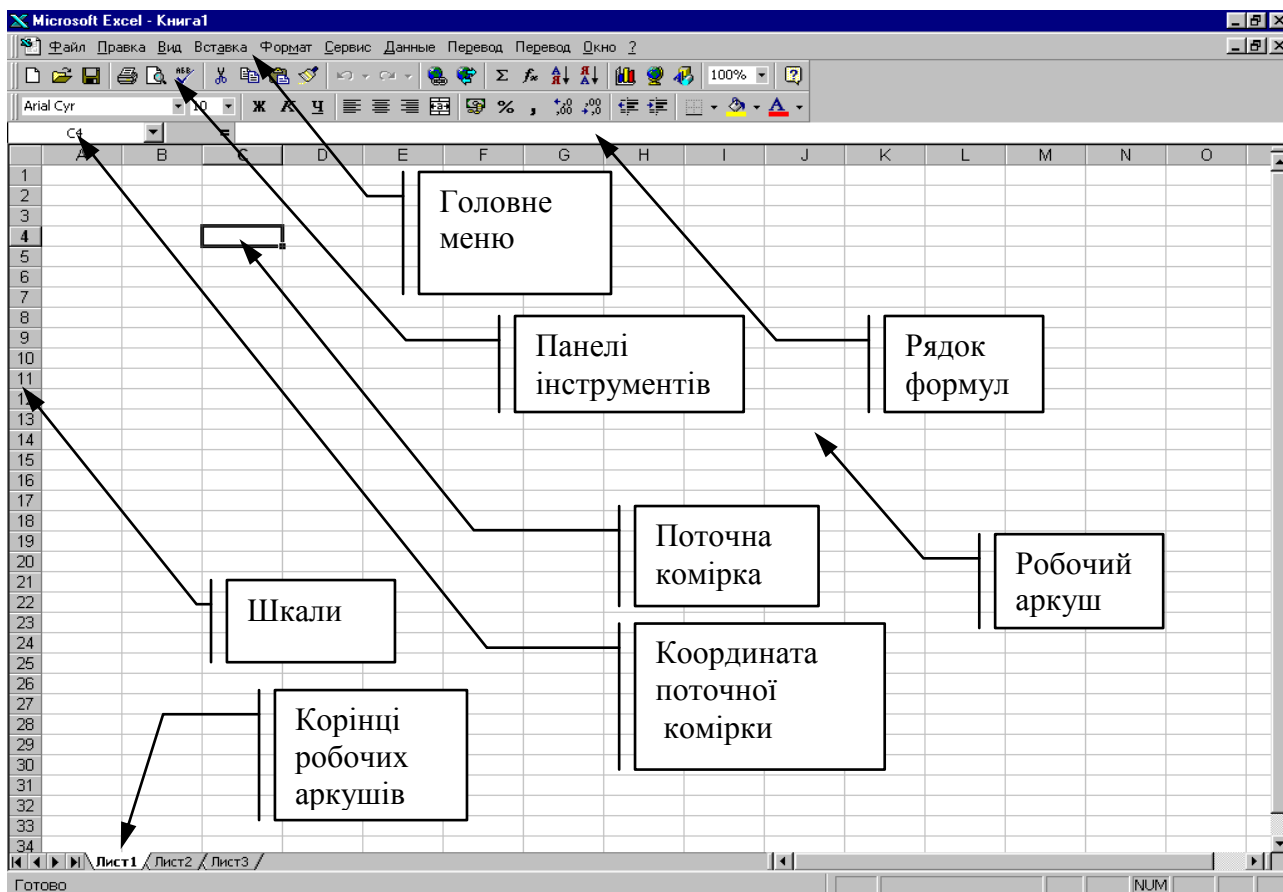 Microsoft Excel - Книга1
Файл Правка Вид Вставка Формат Сервис Данные Перевод Перевод Окно ?
100%
Arial Cyr 10 Ж К Ч % ,
C4 =
A B C D E F G H I J K L M N O
1
2
3
4
5
6
7
8
9
10
11
12
13
14
15
16
17
18
19
20
21
22
23
24
25
26
27
28
29
30
31
32
33
34
Головне
меню
Панелі
інструментів
Рядок
формул
Поточна
комірка
Робочий
аркуш
Шкали
Координата
поточної
комірки
Корінці
робочих
аркушів
Лист1 Лист2 Лист3
Готово NUM